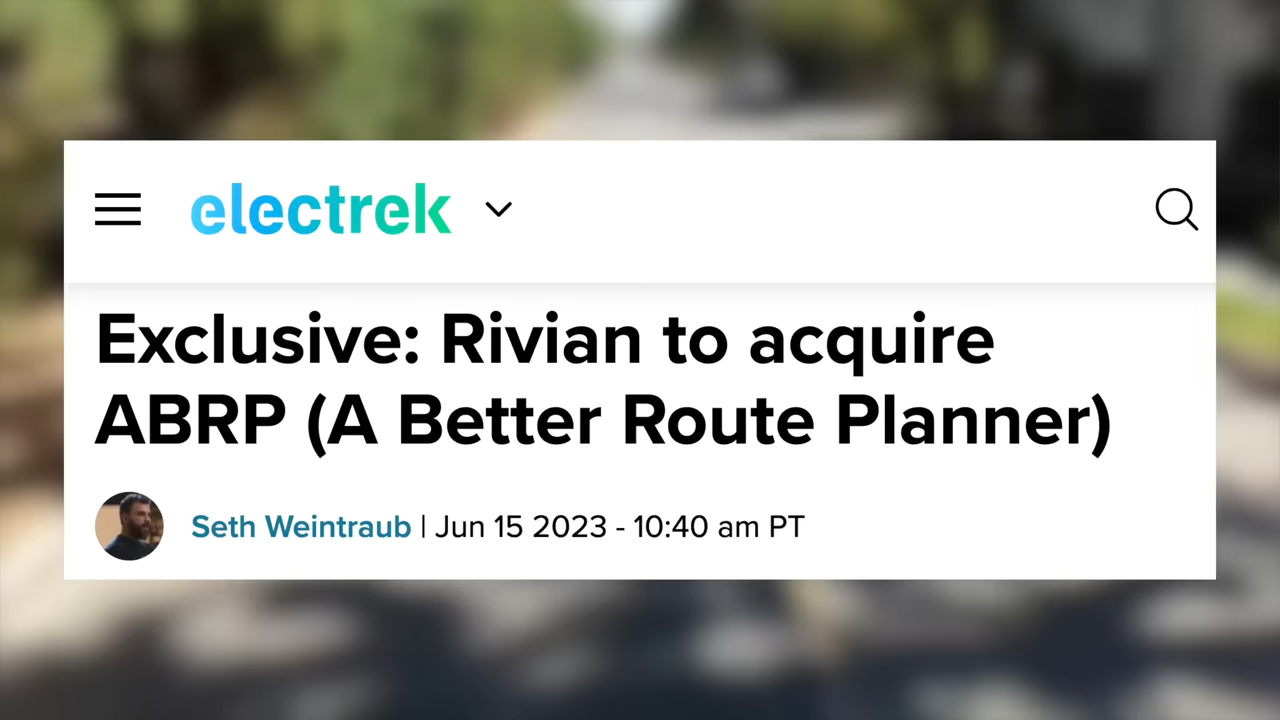 electrek
Exclusive: Rivian to acquire
ABRP (A Better Route Planner)
Seth Weintraub | Jun 15 2023 - 10:40 am PT